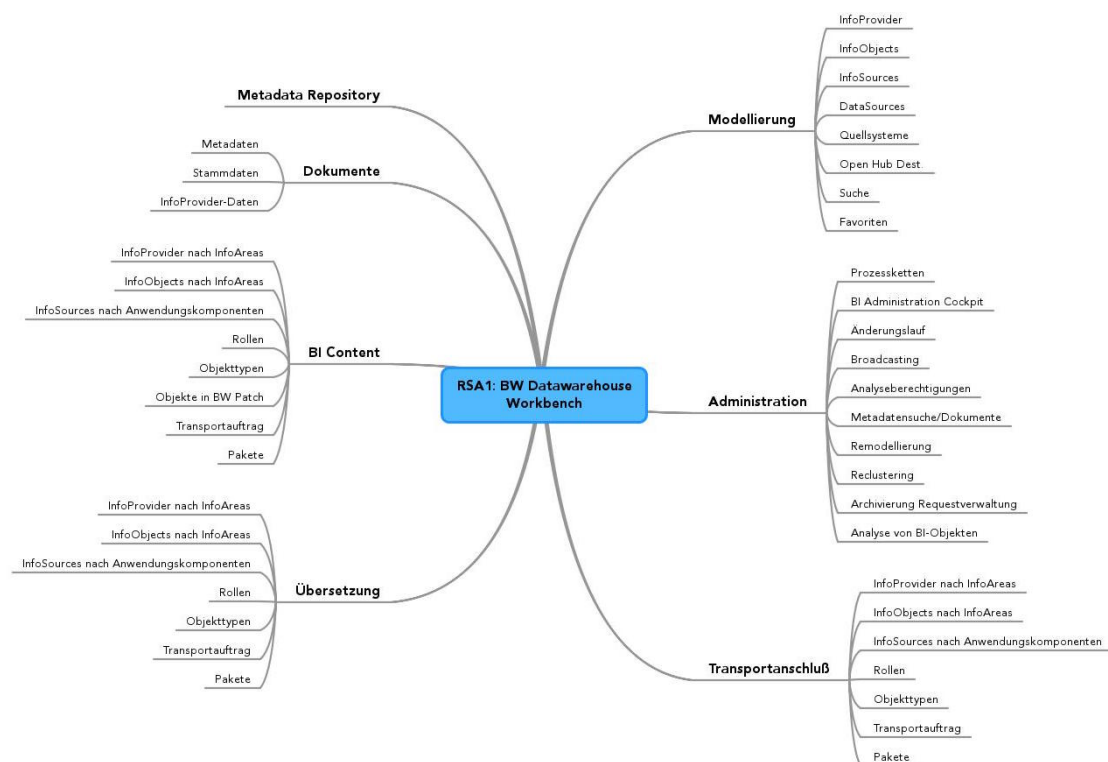 RSA1: BW Datawarehouse
Workbench
Modellierung
InfoProvider
InfoObjects
InfoSources
DataSources
Quellsysteme
Open Hub Dest.
Suche
Favoriten
Administration
Prozessketten
BI Administration Cockpit
Änderungslauf
Broadcasting
Analyseberechtigungen
Metadatensuche/Dokumente
Remodellierung
Reclustering
Archivierung Requestverwaltung
Analyse von BI-Objekten
Transportanschluß
InfoProvider nach InfoAreas
InfoObjects nach InfoAreas
InfoSources nach Anwendungskomponenten
Rollen
Objekttypen
Transportauftrag
Pakete
Metadata Repository
Dokumente
Metadaten
Stammdaten
InfoProvider-Daten
BI Content
InfoProvider nach InfoAreas
InfoObjects nach InfoAreas
InfoSources nach Anwendungskomponenten
Rollen
Objekttypen
Objekte in BW Patch
Transportauftrag
Pakete
Übersetzung
InfoProvider nach InfoAreas
InfoObjects nach InfoAreas
InfoSources nach Anwendungskomponenten
Rollen
Objekttypen
Transportauftrag
Pakete